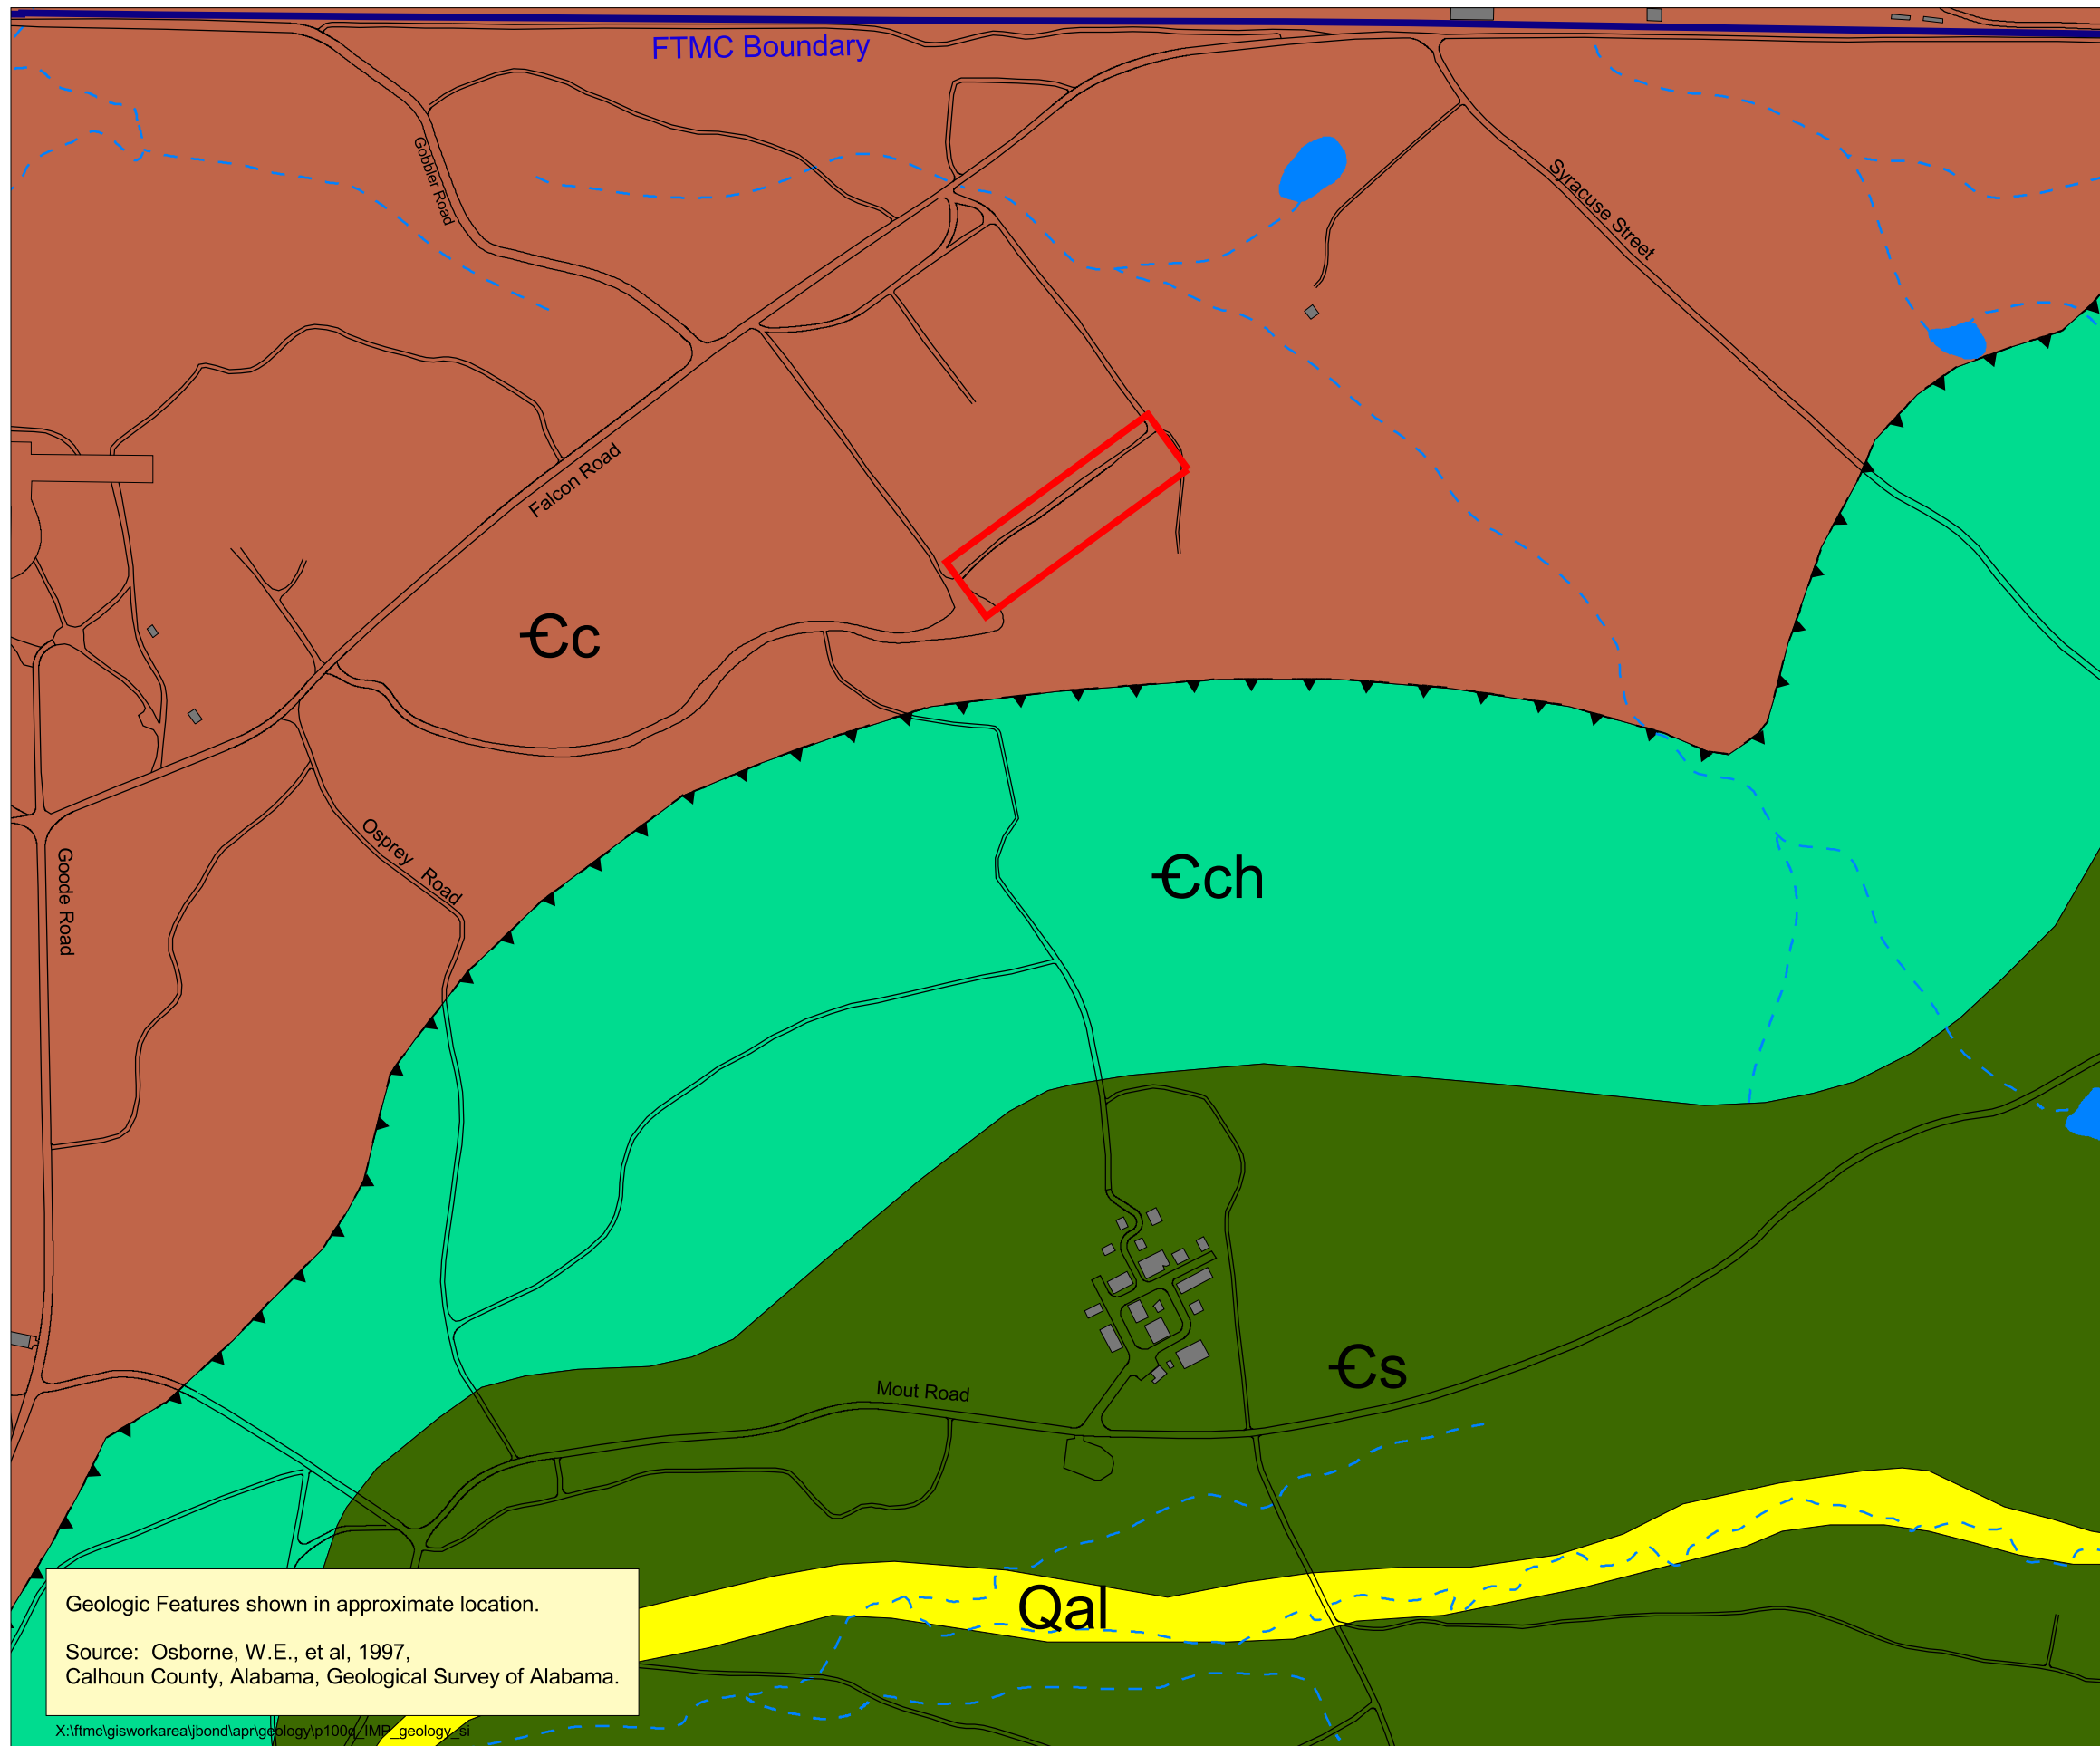 FTMC Boundary
Gobbler Road
Syracuse Street
Falcon Road
Ꞓc
Osprey Road
Goode Road
Ꞓch
Mout Road
Ꞓs
Qal
Geologic Features shown in approximate location.
Source: Osborne, W.E., et al, 1997,
Calhoun County, Alabama, Geological Survey of Alabama.
X:\ftmc\gisworkarea\jbond\apr\geology\p100q_IMP_geology_si